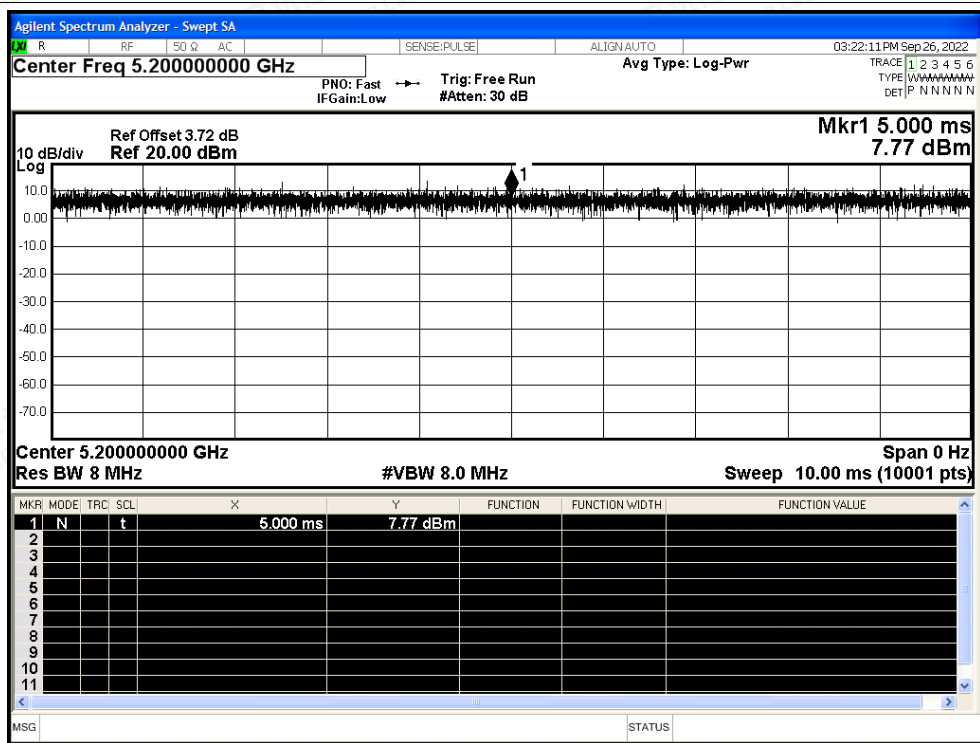 Agilent Spectrum Analyzer - Swept SA
LXI R RF 50 Ω AC SENSE:PULSE ALIGN AUTO 03:22:11 PM Sep 26, 2022
Center Freq 5.200000000 GHz Avg Type: Log-Pwr TRACE 1 2 3 4 5 6
PNO: Fast Trig: Free Run TYPE WWWWWW
IFGain:Low #Atten: 30 dB DET P N N N N N
Ref Offset 3.72 dB Mkr1 5.000 ms
10 dB/div Ref 20.00 dBm 7.77 dBm
Log
1
10.0
0.00
-10.0
-20.0
-30.0
-40.0
-50.0
-60.0
-70.0
Center 5.200000000 GHz Span 0 Hz
Res BW 8 MHz #VBW 8.0 MHz Sweep 10.00 ms (10001 pts)
MKR MODE TRC SCL X Y FUNCTION FUNCTION WIDTH FUNCTION VALUE
1 N t 5.000 ms 7.77 dBm
2
3
4
5
6
7
8
9
10
11
MSG STATUS